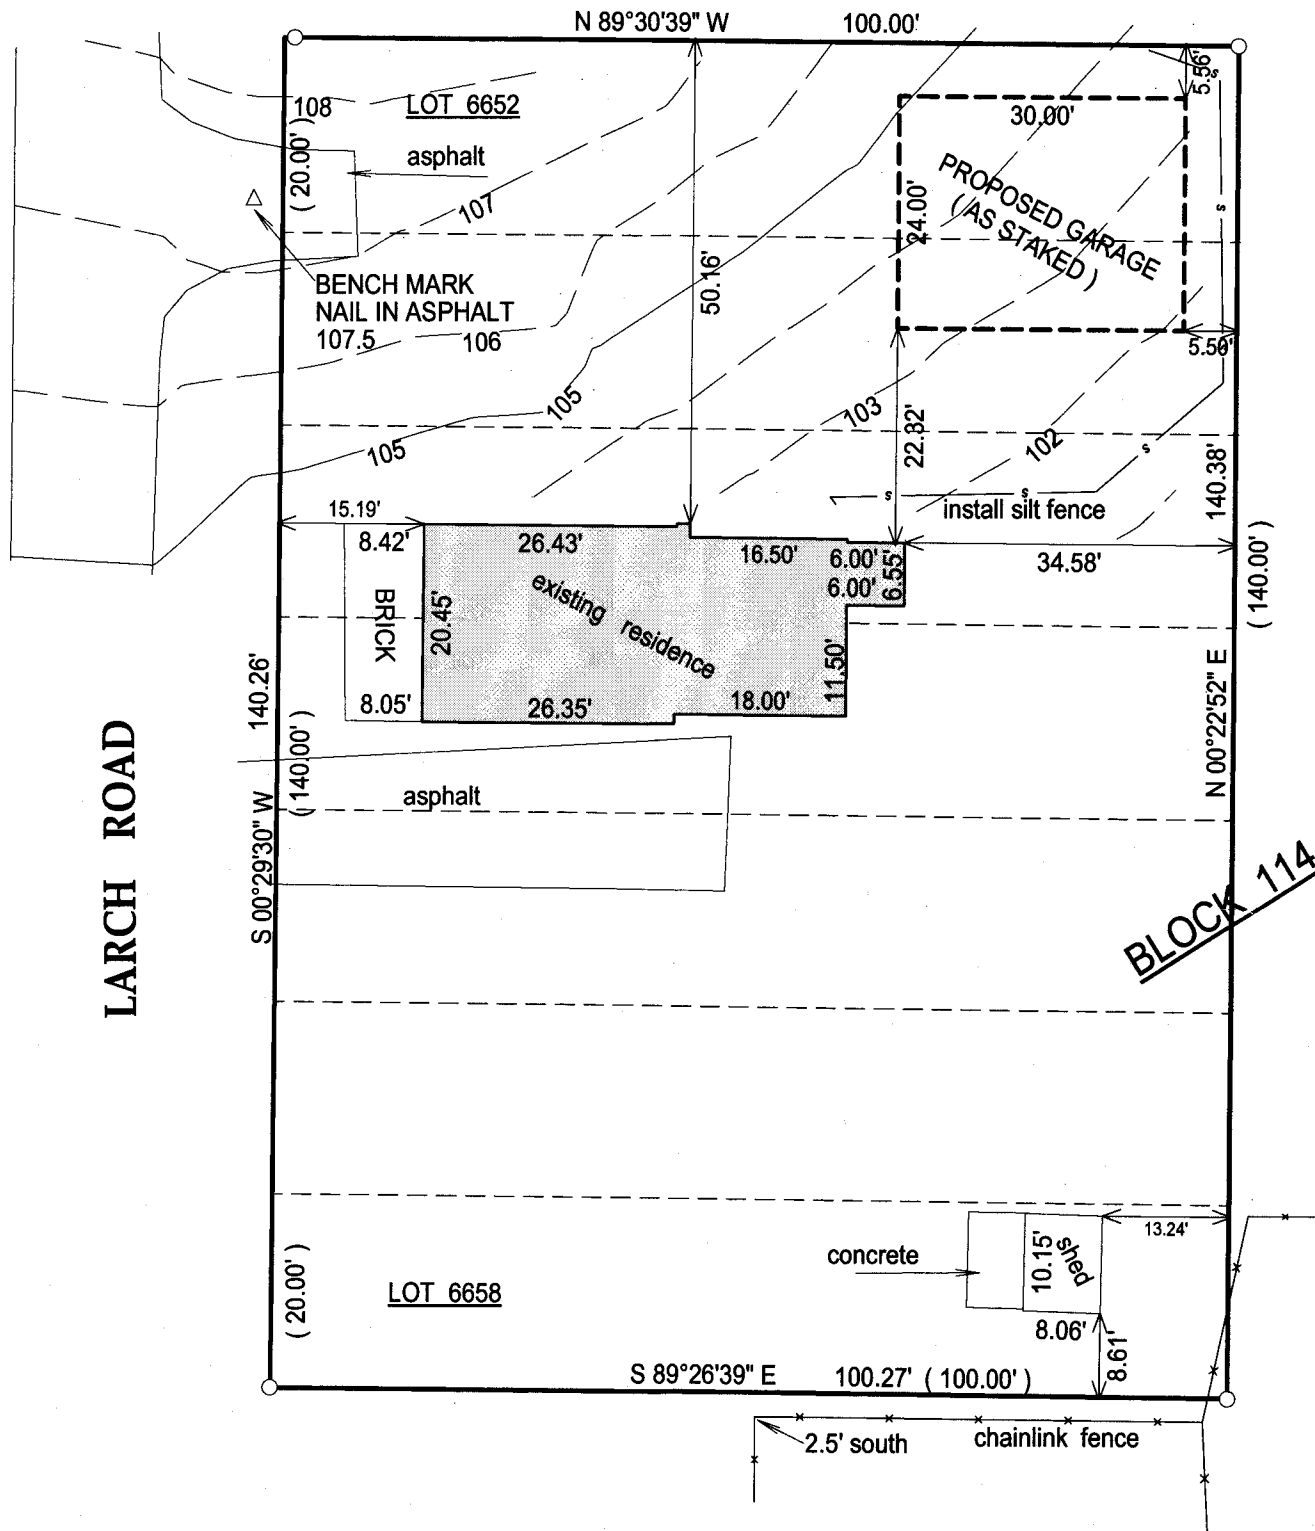 N 89°30'39" W 100.00'
108
LOT 6652
( 20.00' )
asphalt
107
BENCH MARK
NAIL IN ASPHALT
107.5
106
105
105
50.16'
5.56'
s
30.00'
24.00'
PROPOSED GARAGE
( AS STAKED )
s
5.50'
22.32'
103
102
s
s
s
install silt fence
140.38'
( 140.00' )
N 00°22'52" E
15.19'
8.42'
26.43'
16.50'
6.00'
6.00'
6.55'
34.58'
BRICK
20.45'
existing residence
11.50'
8.05'
26.35'
18.00'
140.26'
( 140.00' )
S 00°29'30" W
asphalt
LARCH ROAD
BLOCK 114
13.24'
concrete
10.15'
shed
8.06'
8.61'
( 20.00' )
LOT 6658
S 89°26'39" E 100.27' ( 100.00' )
2.5' south
chainlink fence